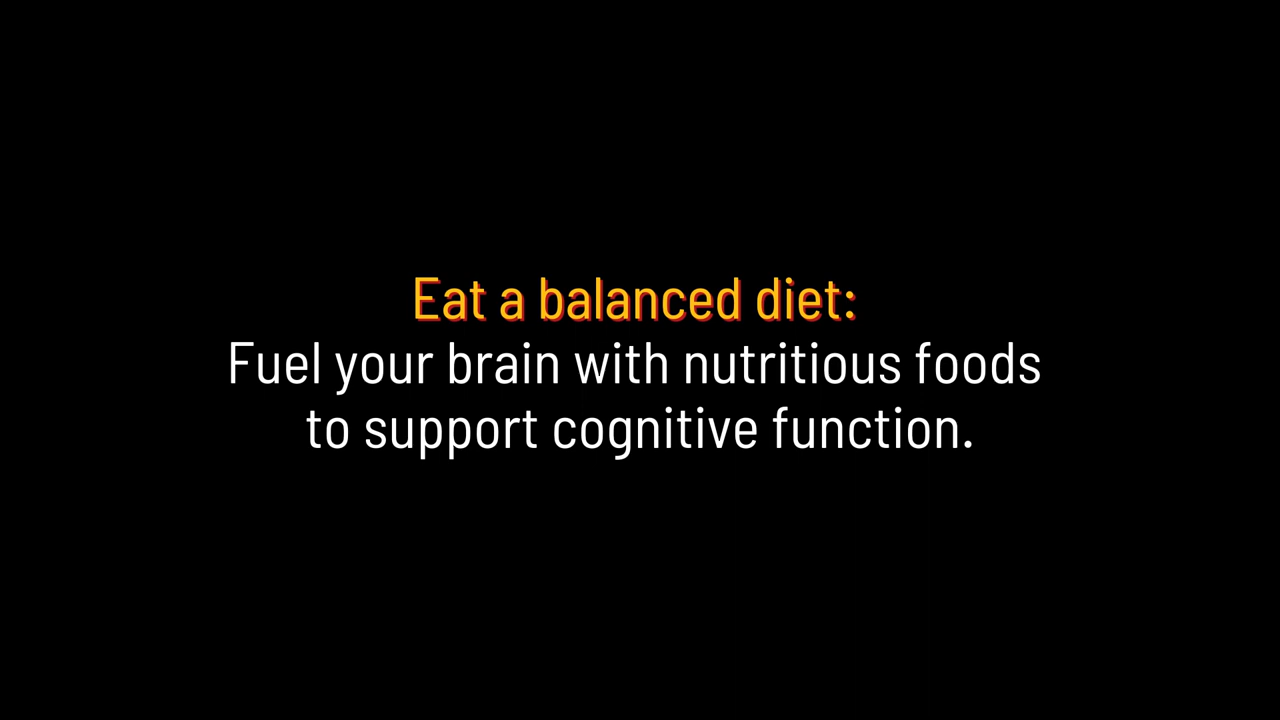 Eat a balanced diet:
Fuel your brain with nutritious foods
to support cognitive function.